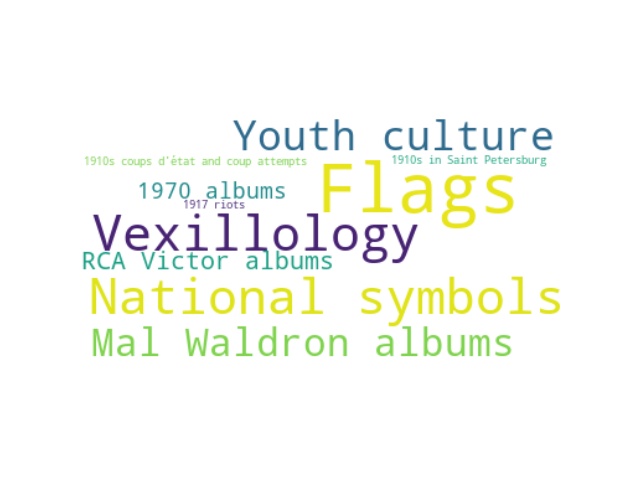 Youth culture
1910s coups d'état and coup attempts
1910s in Saint Petersburg
Flags
1970 albums
1917 riots
Vexillology
RCA Victor albums
National symbols
Mal Waldron albums